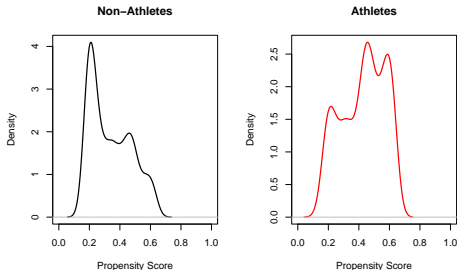 Non−Athletes
Density
4
3
2
1
0
0.0 0.2 0.4 0.6 0.8 1.0
Propensity Score
Athletes
Density
2.5
2.0
1.5
1.0
0.5
0.0
0.0 0.2 0.4 0.6 0.8 1.0
Propensity Score